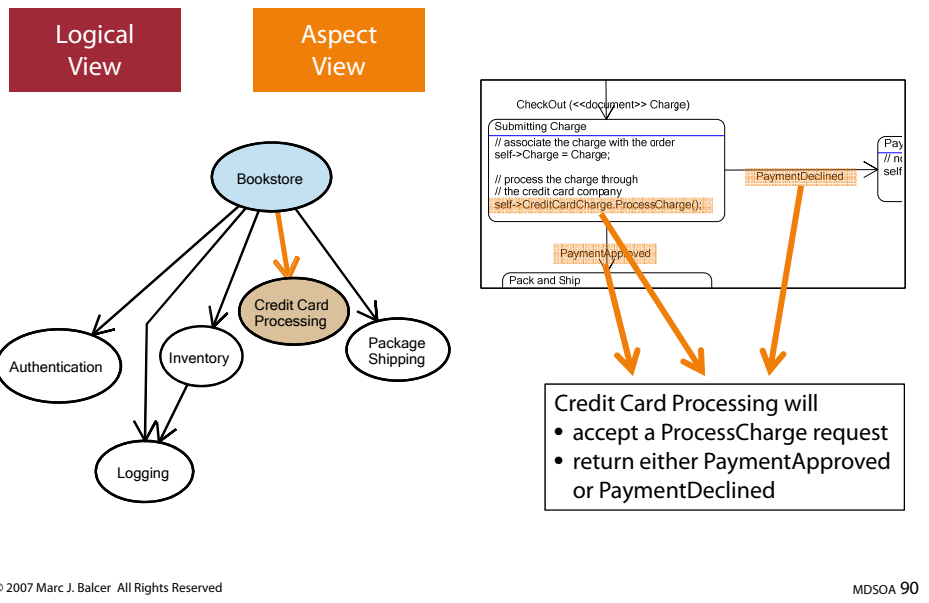 Logical
View
Aspect
View
Bookstore
Credit Card
Processing
Authentication
Inventory
Package
Shipping
Logging
CheckOut (<<document>> Charge)
Submitting Charge
// associate the charge with the order
self->Charge = Charge;
// process the charge through
// the credit card company
self->CreditCardCharge.ProcessCharge();
PaymentDeclined
Pay
// no
self
PaymentApproved
Pack and Ship
Credit Card Processing will
• accept a ProcessCharge request
• return either PaymentApproved
or PaymentDeclined
© 2007 Marc J. Balcer All Rights Reserved
MDSOA 90